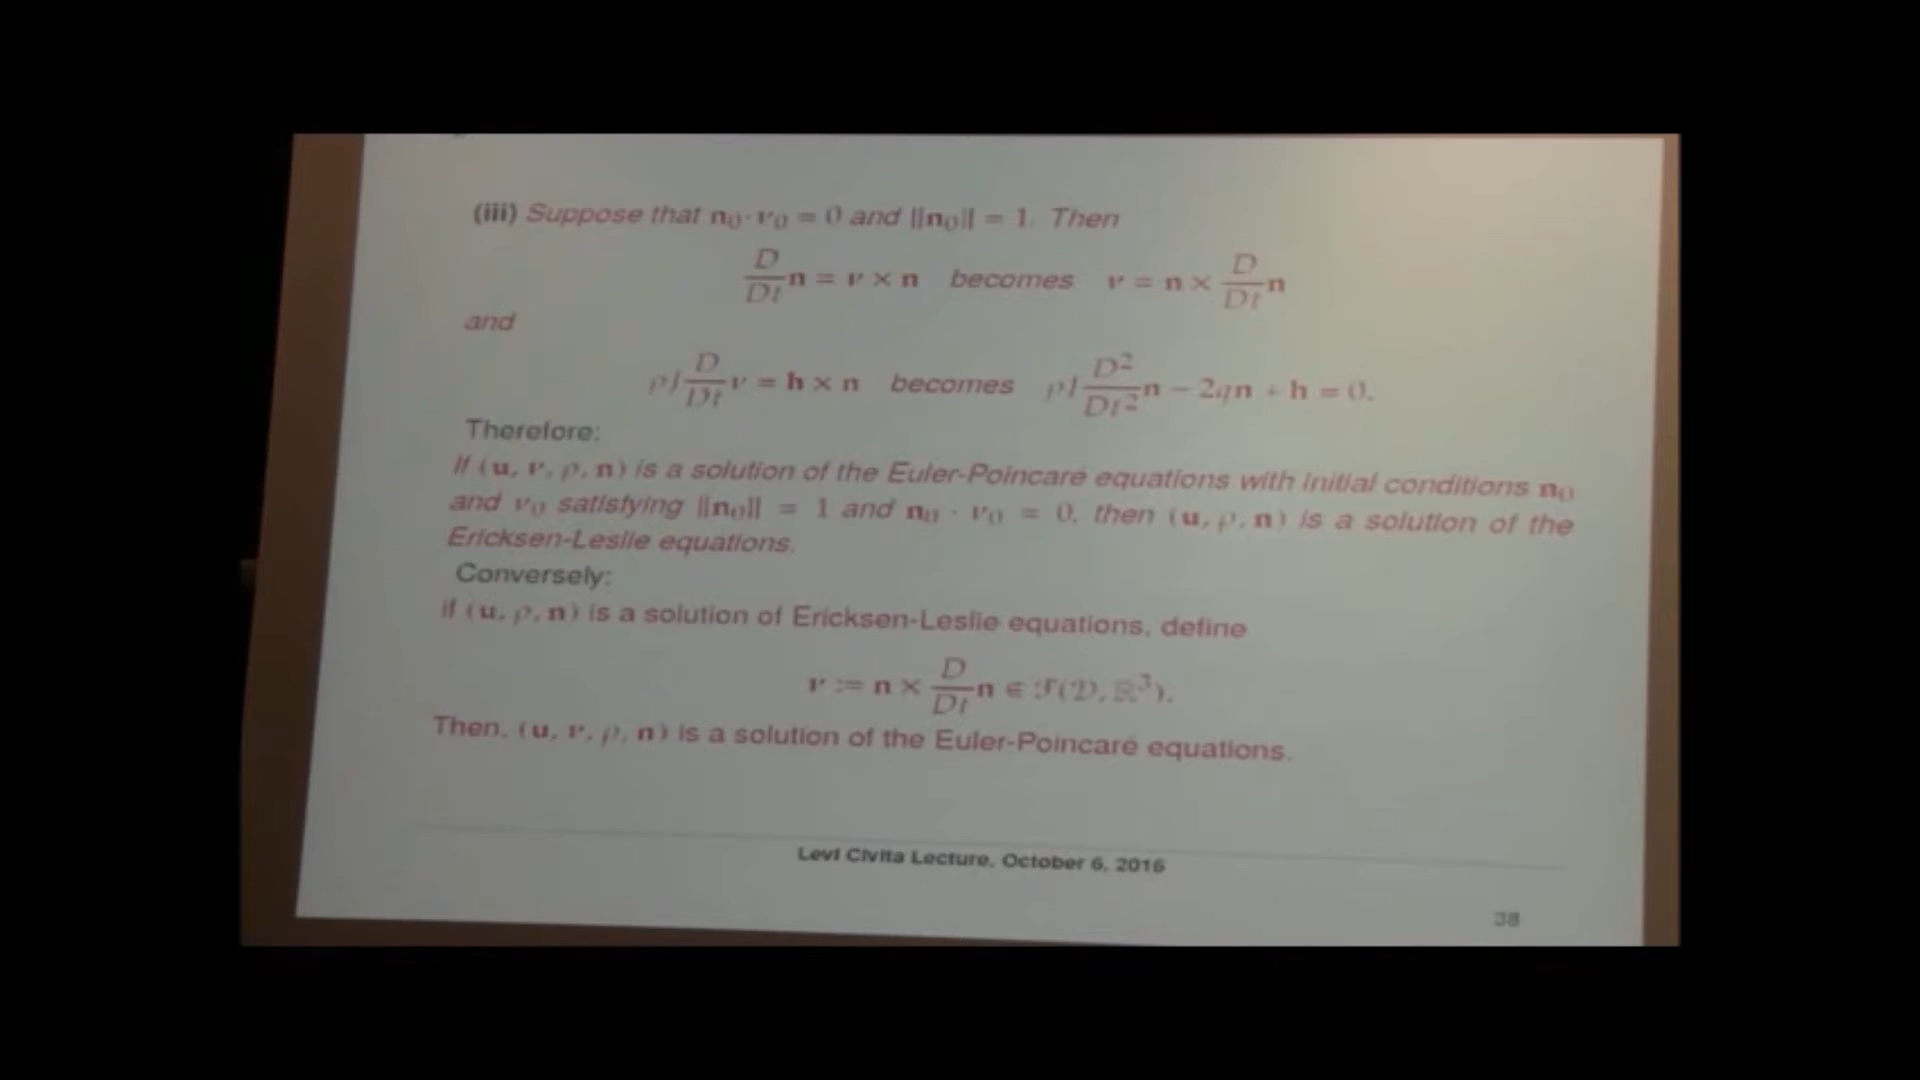 (iii) Suppose that n₀·ν₀ = 0 and ||n₀|| = 1. Then
D/Dt n = ν × n becomes ν = n × D/Dt n
and
ρJ D/Dt ν = h × n becomes ρJ D²/Dt² n − 2qn + h = 0.
Therefore:
If (u, ν, ρ, n) is a solution of the Euler-Poincaré equations with initial conditions n₀
and ν₀ satisfying ||n₀|| = 1 and n₀ · ν₀ = 0, then (u, ρ, n) is a solution of the
Ericksen-Leslie equations.
Conversely:
if (u, ρ, n) is a solution of Ericksen-Leslie equations, define
ν := n × D/Dt n ∈ ℱ(𝒟, ℝ³).
Then, (u, ν, ρ, n) is a solution of the Euler-Poincaré equations.
Levi Civita Lecture, October 6, 2016
38